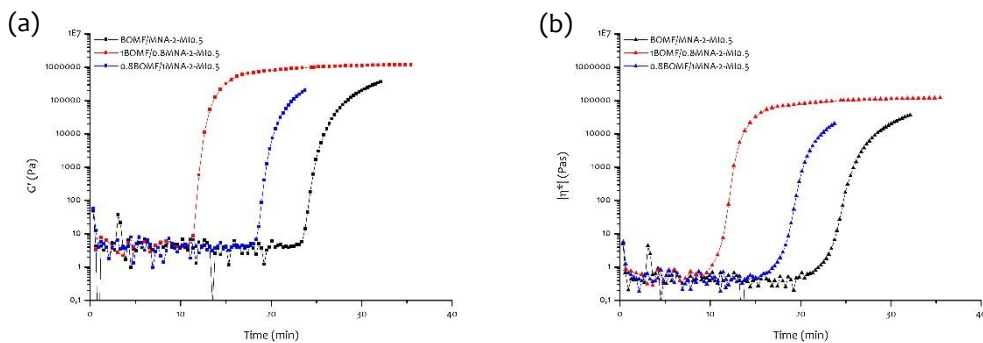 (a)
BOMF/MNA-2-MI0.5
1BOMF/0.8MNA-2-MI0.5
0.8BOMF/1MNA-2-MI0.5
1E7
1000000
100000
10000
1000
100
10
1
0,1
G' (Pa)
0 10 20 30 40
Time (min)
(b)
BOMF/MNA-2-MI0.5
1BOMF/0.8MNA-2-MI0.5
0.8BOMF/1MNA-2-MI0.5
1E7
1000000
100000
10000
1000
100
10
1
0,1
|η*| (Pas)
0 10 20 30 40
Time (min)